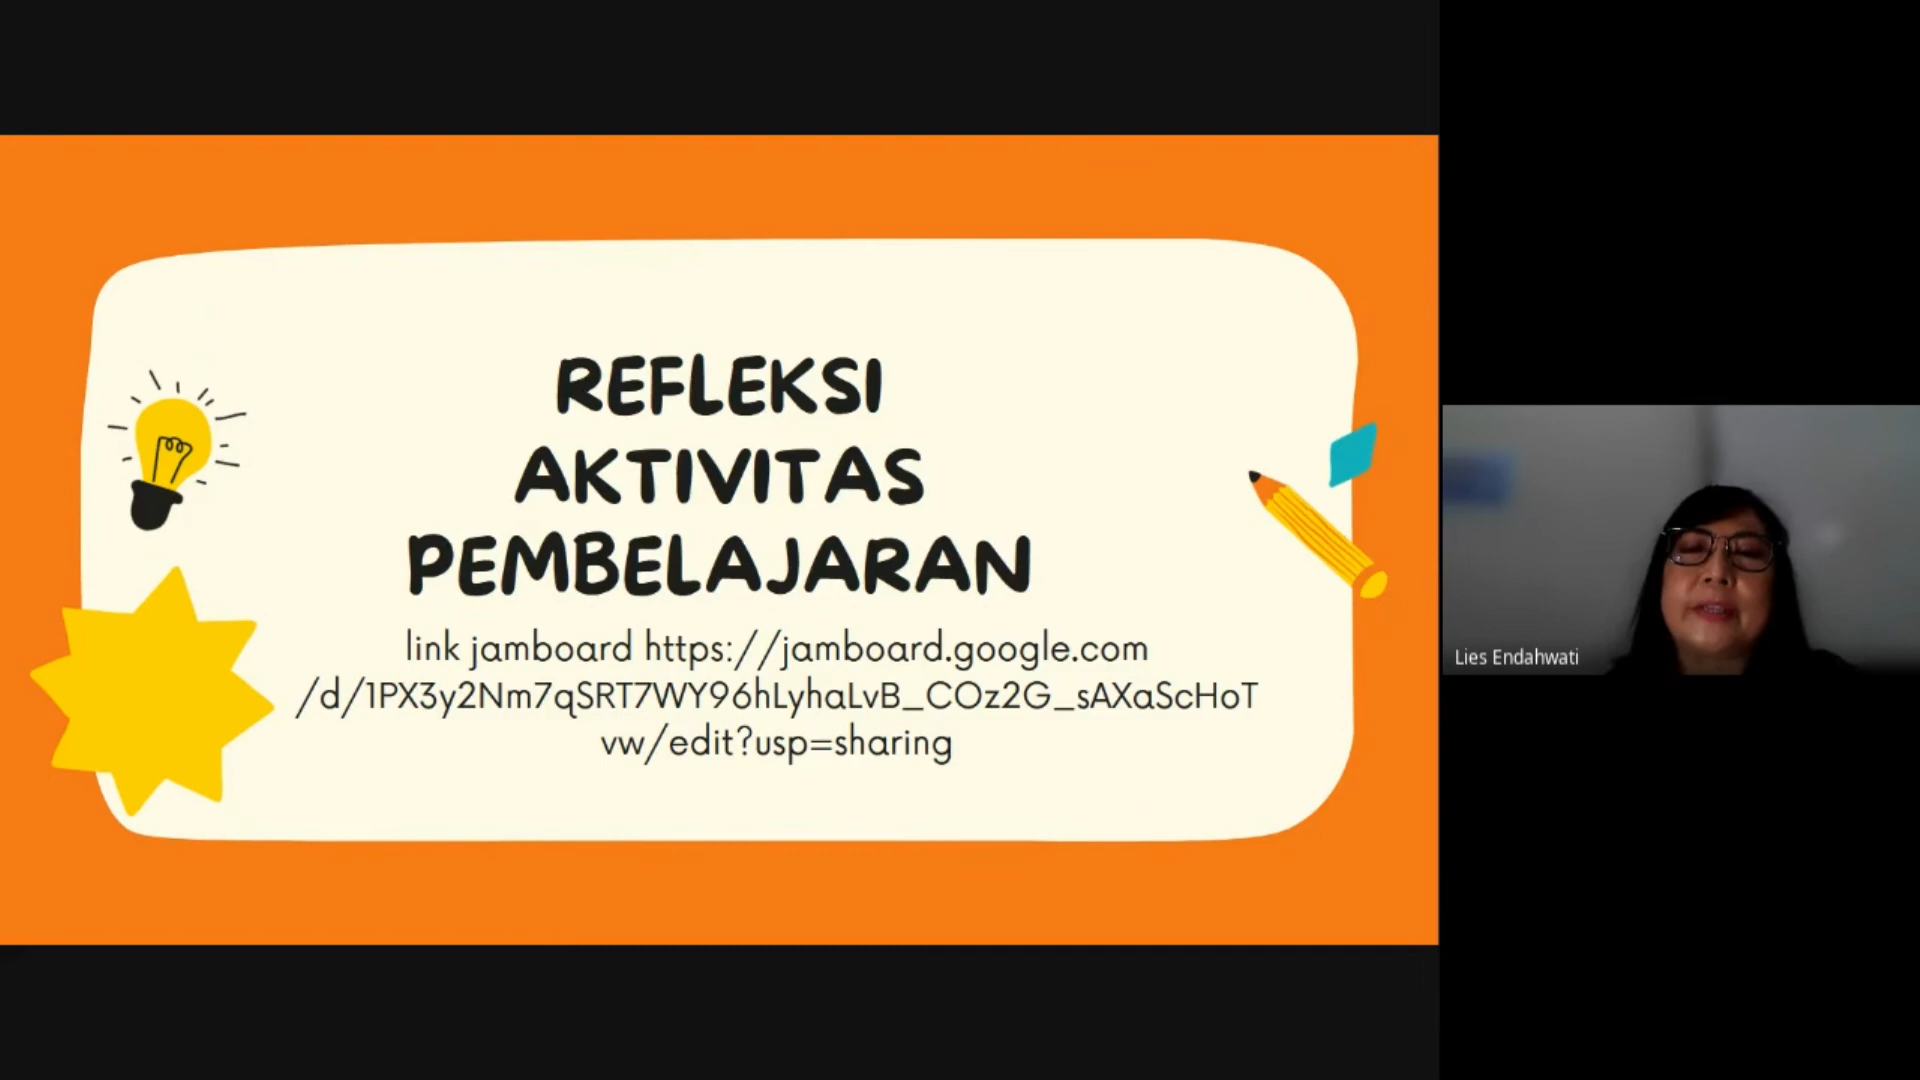 REFLEKSI
AKTIVITAS
PEMBELAJARAN
link jamboard https://jamboard.google.com
/d/1PX3y2Nm7qSRT7WY96hLyhaLvB_COz2G_sAXaScHoT
vw/edit?usp=sharing
Lies Endahwati